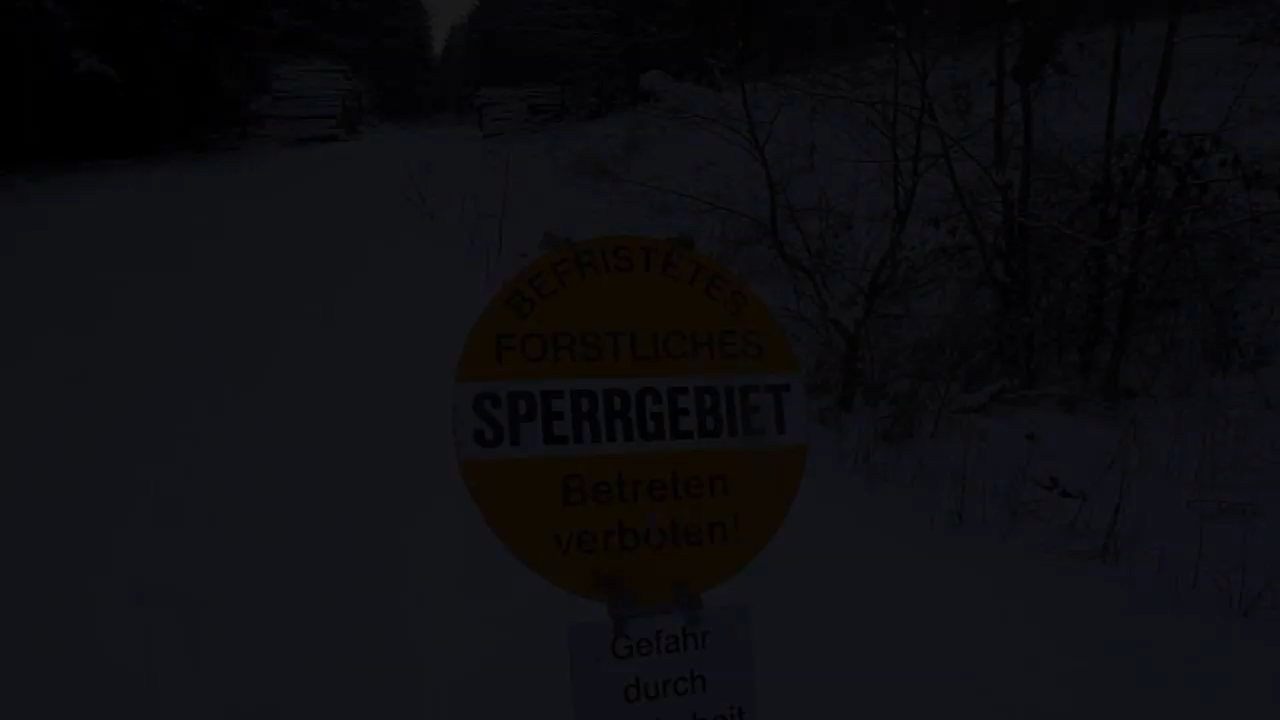 BEFRISTETES
FORSTLICHES
SPERRGEBIET
Betreten
verboten!
Gefahr
durch